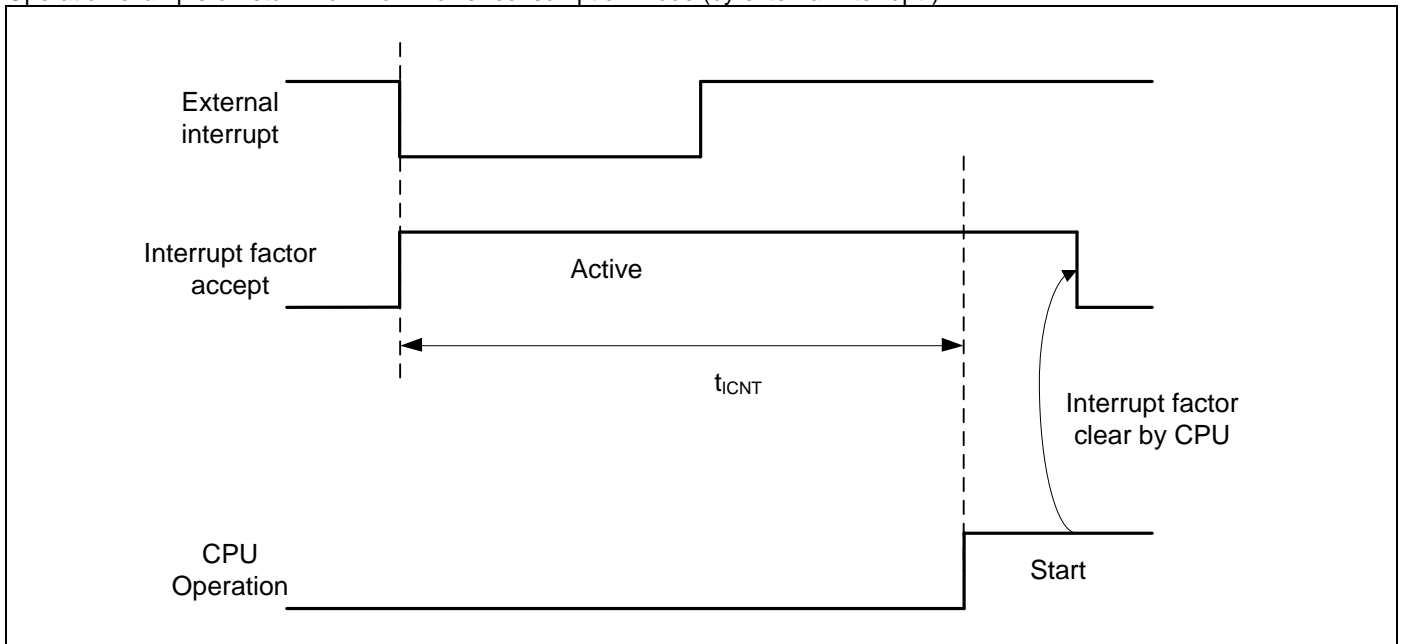 External
interrupt
Interrupt factor
accept
Active
tICNT
Interrupt factor
clear by CPU
CPU
Operation
Start